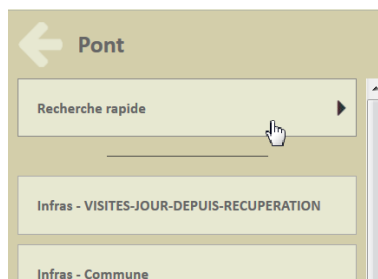 Pont
Recherche rapide
Infras - VISITES-JOUR-DEPUIS-RECUPERATION
Infras - Commune